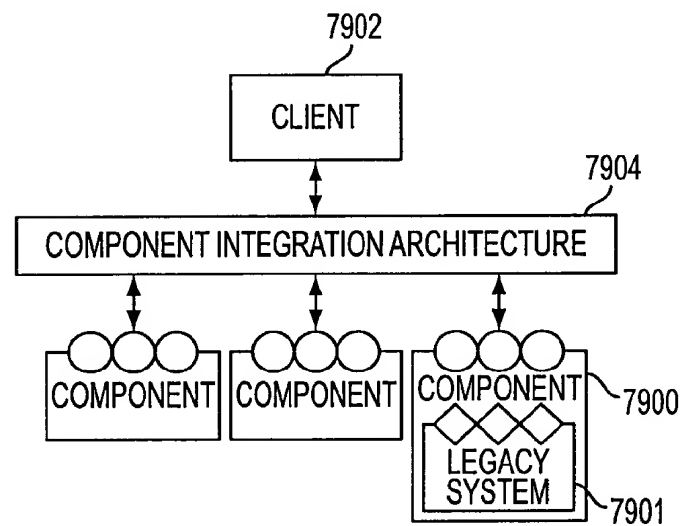 7902
CLIENT
7904
COMPONENT INTEGRATION ARCHITECTURE
COMPONENT
COMPONENT
COMPONENT
7900
LEGACY
SYSTEM
7901